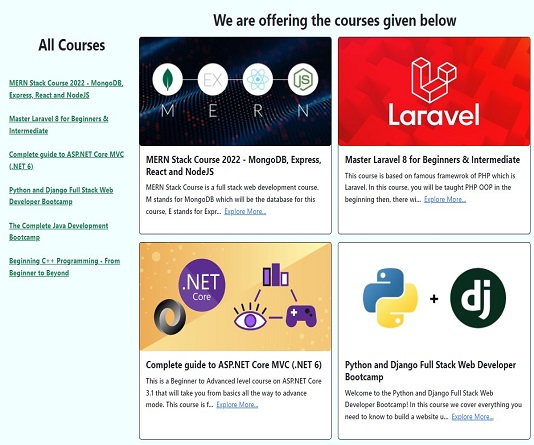 We are offering the courses given below
All Courses
MERN Stack Course 2022 - MongoDB,
Express, React and NodeJS
Master Laravel 8 for Beginners &
Intermediate
Complete guide to ASP.NET Core MVC
(.NET 6)
Python and Django Full Stack Web
Developer Bootcamp
The Complete Java Development
Bootcamp
Beginning C++ Programming - From
Beginner to Beyond
EX
JS
M E R N
MERN Stack Course 2022 - MongoDB, Express,
React and NodeJS
MERN Stack Course is a full stack web development course.
M stands for MongoDB which will be the database for this
course, E stands for Expr... Explore More...
Laravel
Master Laravel 8 for Beginners & Intermediate
This course is based on famous famewrok of PHP which is
Laravel. In this course, you will be taught PHP OOP in the
beginning then, there wi... Explore More...
.NET
Core
Complete guide to ASP.NET Core MVC (.NET 6)
This is a Beginner to Advanced level course on ASP.NET Core
3.1 that will take you from basics all the way to advance
mode. This course is f... Explore More...
+
dj
Python and Django Full Stack Web Developer
Bootcamp
Welcome to the Python and Django Full Stack Web
Developer Bootcamp! In this course we cover everything you
need to know to build a website u... Explore More...